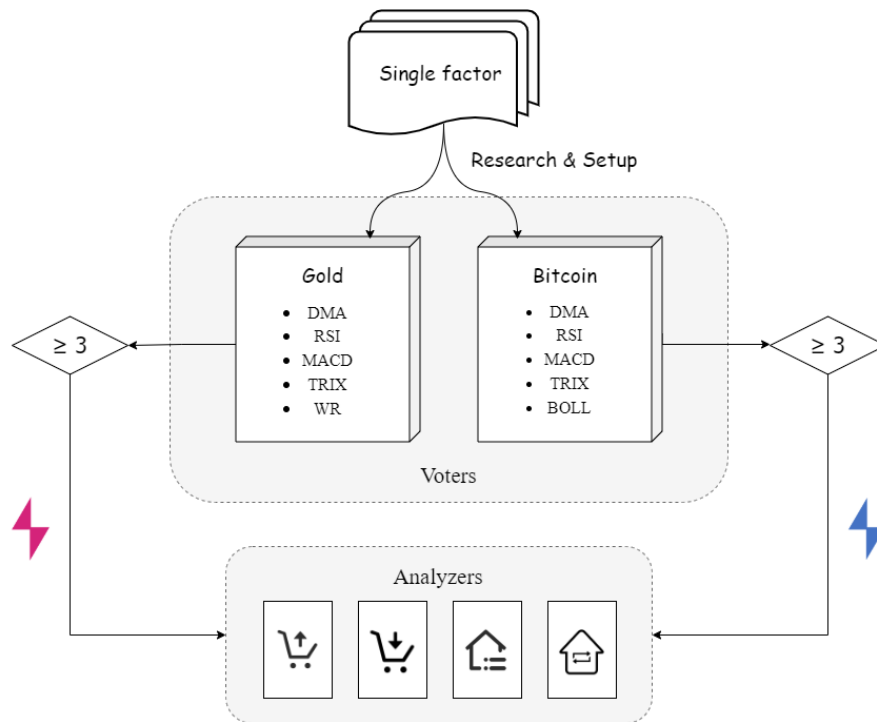 Single factor
Research & Setup
Gold
DMA
RSI
MACD
TRIX
WR
Bitcoin
DMA
RSI
MACD
TRIX
BOLL
≥ 3
≥ 3
Voters
Analyzers